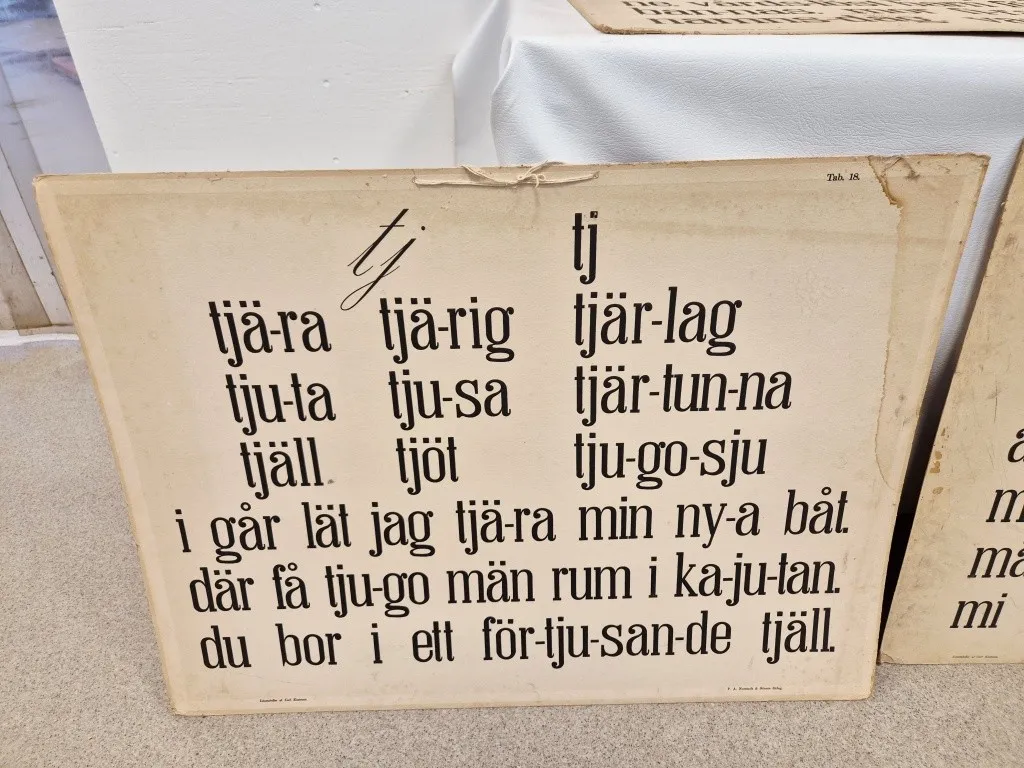 Tab. 18.
tj tj
tjä-ra tjä-rig tjär-lag
tju-ta tju-sa tjär-tun-na
tjäll. tjöt tju-go-sju
i går lät jag tjä-ra min ny-a båt.
där få tju-go män rum i ka-ju-tan.
du bor i ett för-tju-san-de tjäll.
mi